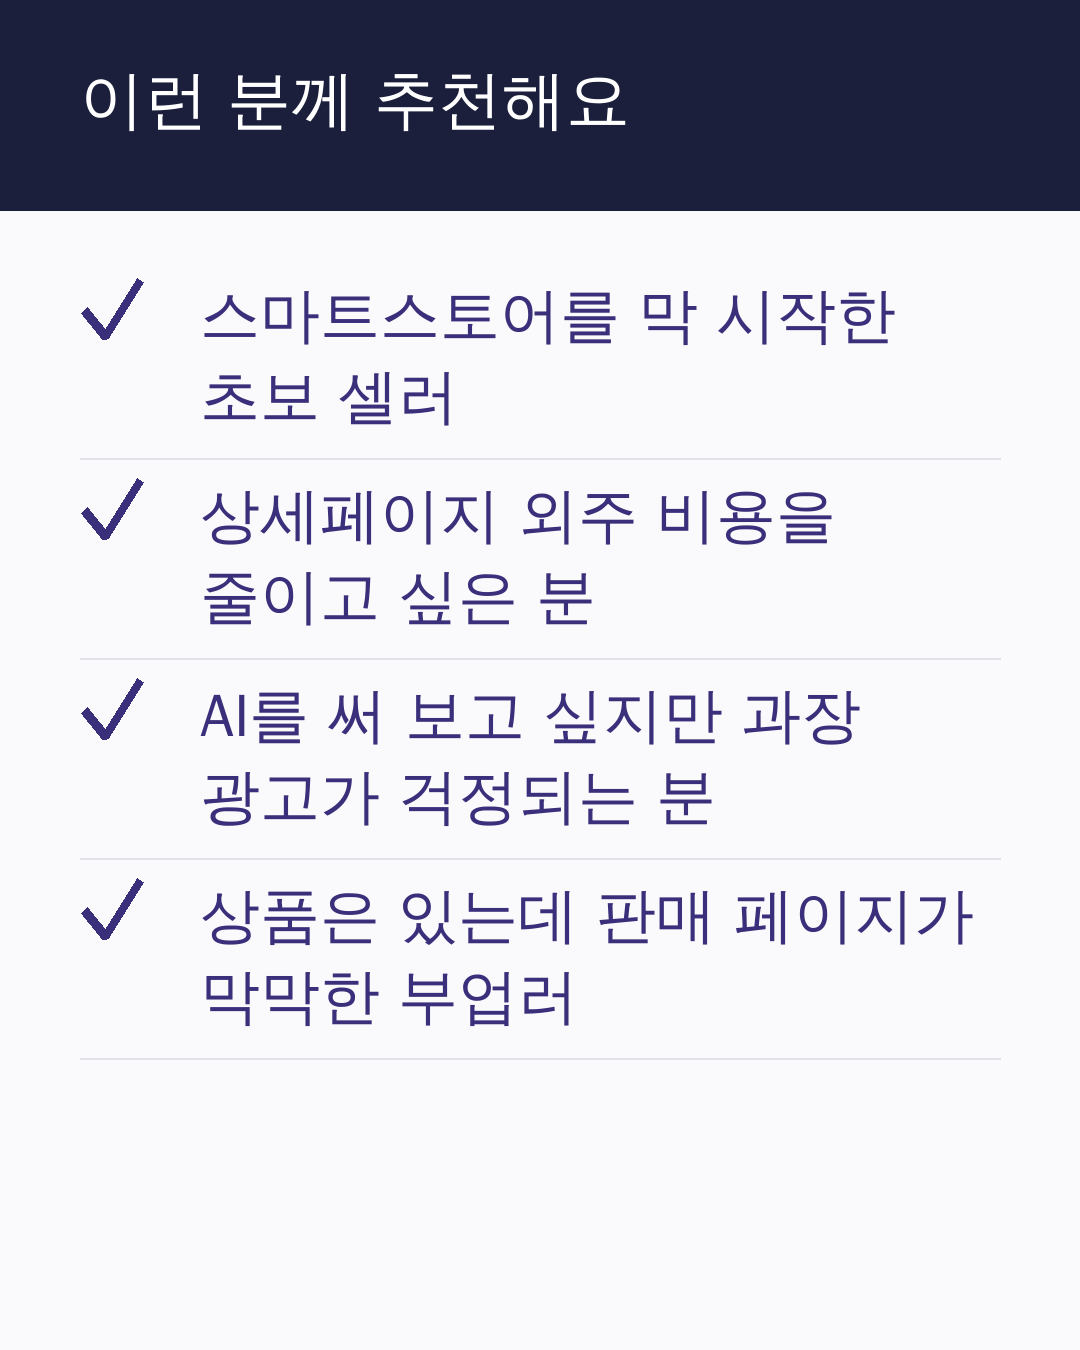 이런 분께 추천해요
스마트스토어를 막 시작한
초보 셀러
상세페이지 외주 비용을
줄이고 싶은 분
AI를 써 보고 싶지만 과장
광고가 걱정되는 분
상품은 있는데 판매 페이지가
막막한 부업러